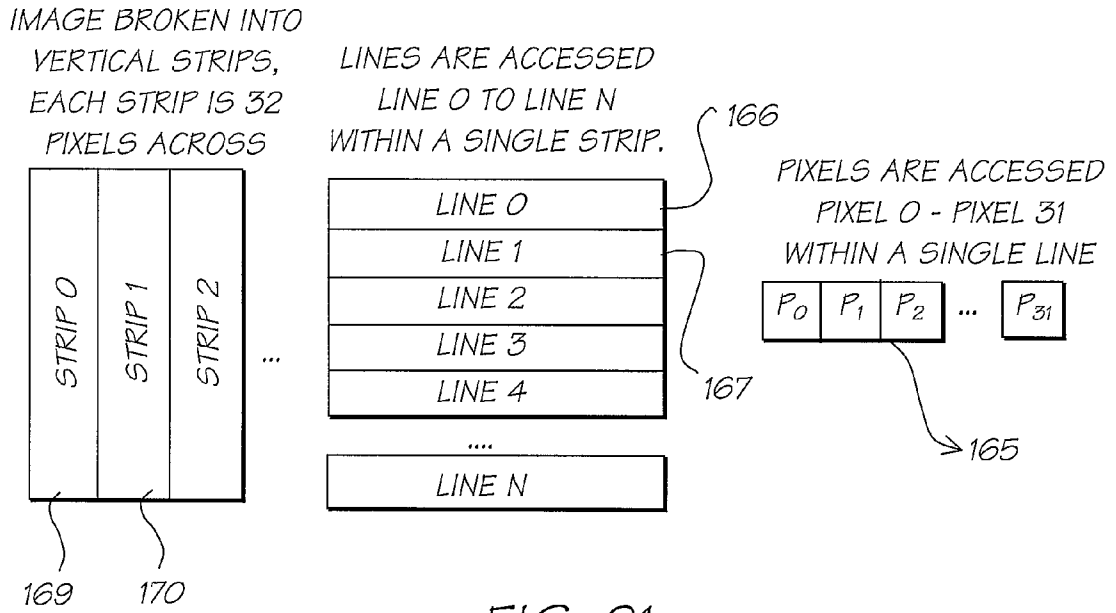 IMAGE BROKEN INTO
VERTICAL STRIPS,
EACH STRIP IS 32
PIXELS ACROSS
STRIP 0
STRIP 1
STRIP 2
...
169
170
LINES ARE ACCESSED
LINE 0 TO LINE N
WITHIN A SINGLE STRIP.
LINE 0
LINE 1
LINE 2
LINE 3
LINE 4
....
LINE N
166
167
PIXELS ARE ACCESSED
PIXEL 0 - PIXEL 31
WITHIN A SINGLE LINE
P0 P1 P2 ... P31
165